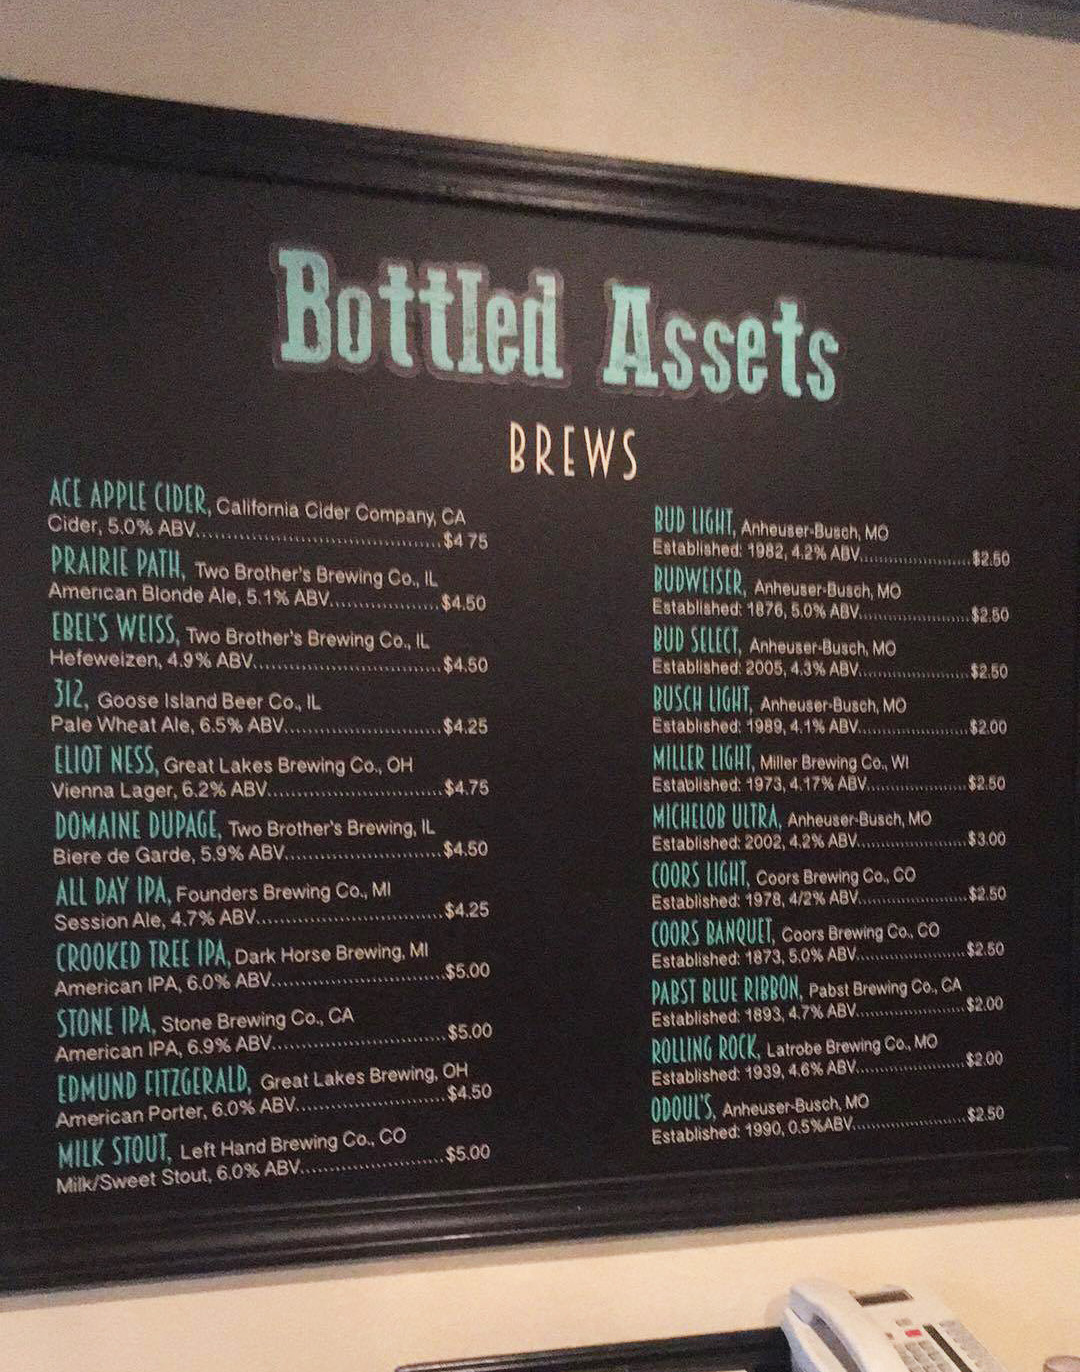 Bottled Assets
BREWS
ACE APPLE CIDER, California Cider Company, CA
Cider, 5.0% ABV..............................$4 75
PRAIRIE PATH, Two Brother's Brewing Co., IL
American Blonde Ale, 5.1% ABV..............$4.50
EBEL'S WEISS, Two Brother's Brewing Co., IL
Hefeweizen, 4.9% ABV.......................$4.50
312, Goose Island Beer Co., IL
Pale Wheat Ale, 6.5% ABV...................$4.25
ELIOT NESS, Great Lakes Brewing Co., OH
Vienna Lager, 6.2% ABV.....................$4.75
DOMAINE DUPAGE, Two Brother's Brewing, IL
Biere de Garde, 5.9% ABV...................$4.50
ALL DAY IPA, Founders Brewing Co., MI
Session Ale, 4.7% ABV......................$4.25
CROOKED TREE IPA, Dark Horse Brewing, MI
American IPA, 6.0% ABV.....................$5.00
STONE IPA, Stone Brewing Co., CA
American IPA, 6.9% ABV.....................$5.00
EDMUND FITZGERALD, Great Lakes Brewing, OH
American Porter, 6.0% ABV..................$4.50
MILK STOUT, Left Hand Brewing Co., CO
Milk/Sweet Stout, 6.0% ABV.................$5.00
BUD LIGHT, Anheuser-Busch, MO
Established: 1982, 4.2% ABV................$2.50
BUDWEISER, Anheuser-Busch, MO
Established: 1876, 5.0% ABV................$2.50
BUD SELECT, Anheuser-Busch, MO
Established: 2005, 4.3% ABV................$2.50
BUSCH LIGHT, Anheuser-Busch, MO
Established: 1989, 4.1% ABV................$2.00
MILLER LIGHT, Miller Brewing Co., WI
Established: 1973, 4.17% ABV...............$2.50
MICHELOB ULTRA, Anheuser-Busch, MO
Established: 2002, 4.2% ABV................$3.00
COORS LIGHT, Coors Brewing Co., CO
Established: 1978, 4/2% ABV................$2.50
COORS BANQUET, Coors Brewing Co., CO
Established: 1873, 5.0% ABV................$2.50
PABST BLUE RIBBON, Pabst Brewing Co., CA
Established: 1893, 4.7% ABV................$2.00
ROLLING ROCK, Latrobe Brewing Co., MO
Established: 1939, 4.6% ABV................$2.00
ODOUL'S, Anheuser-Busch, MO
Established: 1990, 0.5%ABV.................$2.50